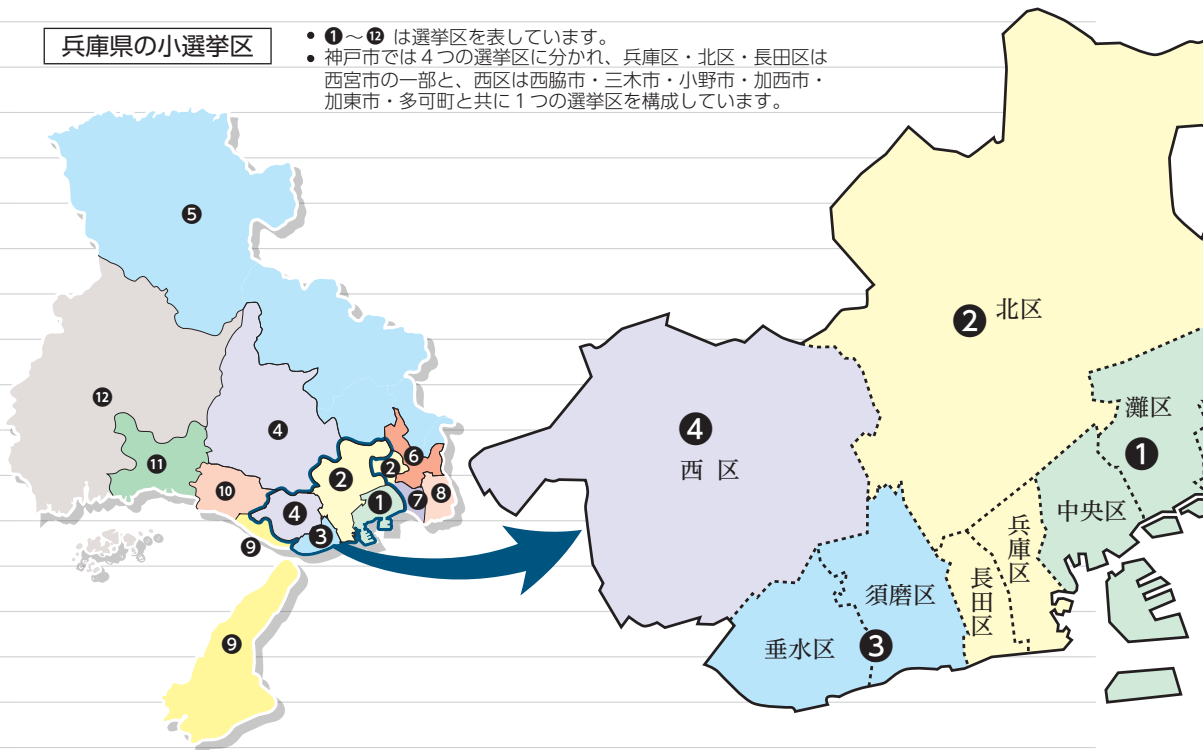 兵庫県の小選挙区
• ❶～⓬ は選挙区を表しています。
• 神戸市では４つの選挙区に分かれ、兵庫区・北区・長田区は
西宮市の一部と、西区は西脇市・三木市・小野市・加西市・
加東市・多可町と共に１つの選挙区を構成しています。
❺
⓬
❹
⓫
❿
❹
❷
❷
❻
❶
❼
❽
❸
❾
❾
❷ 北区
❹
西 区
灘区
❶
中央区
兵庫区
長田区
須磨区
垂水区
❸